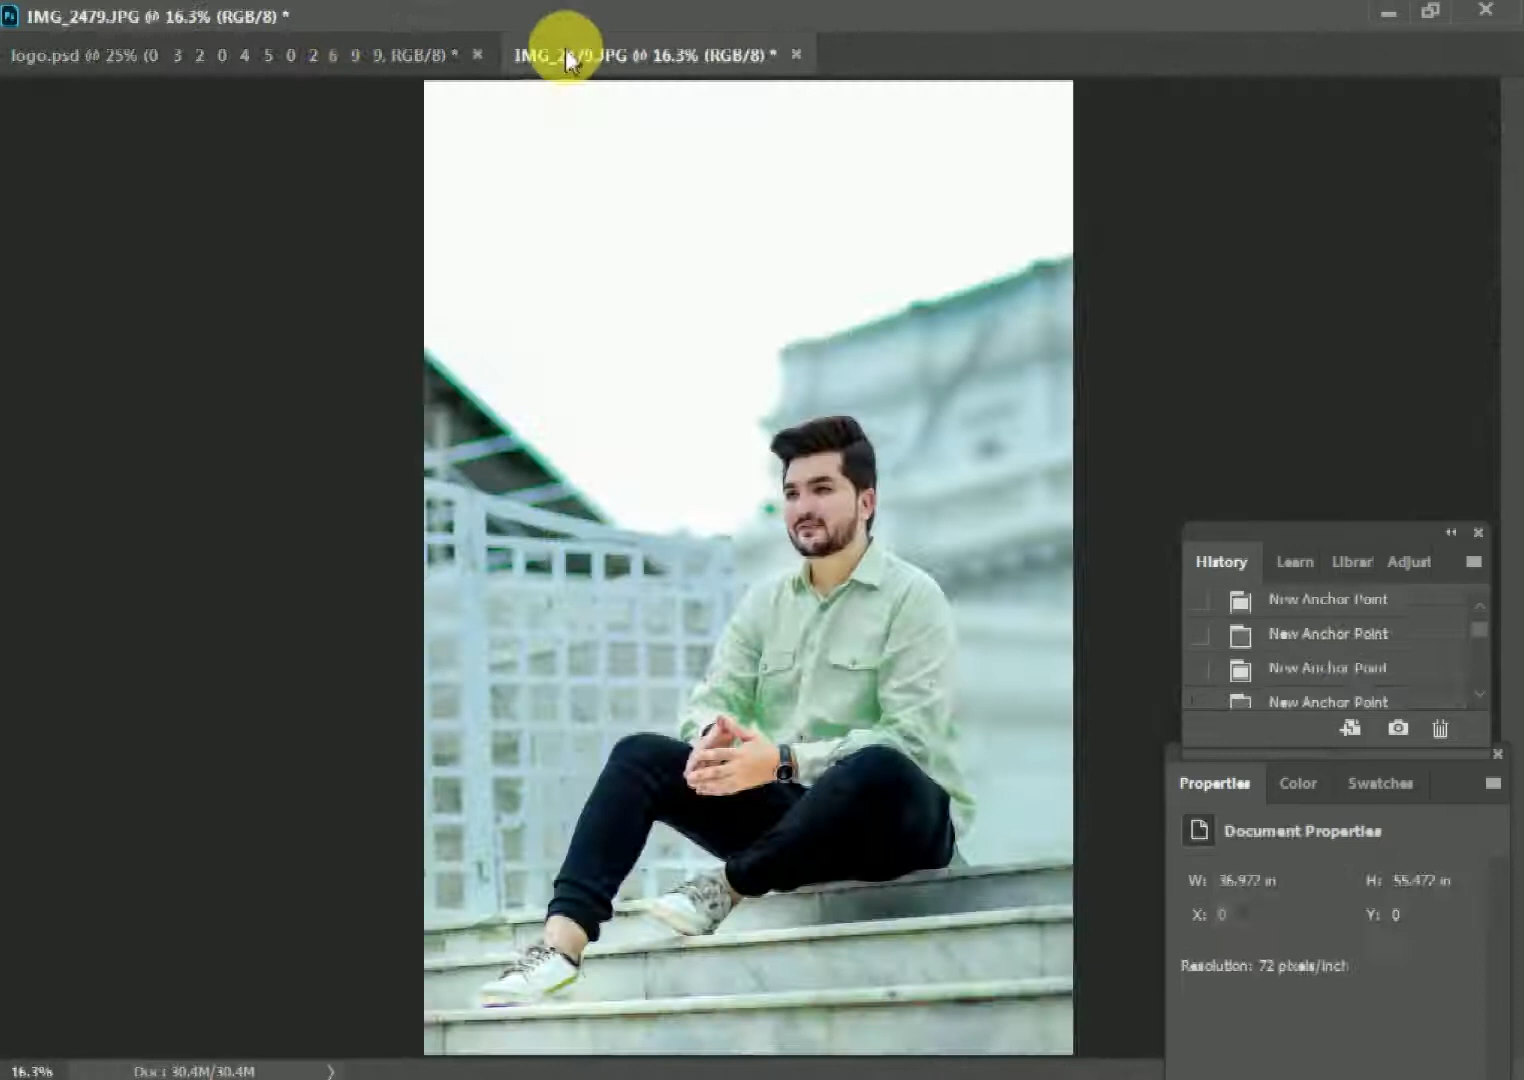 IMG_2479.JPG @ 16.3% (RGB/8) *
logo.psd @ 25% (0 3 2 0 4 5 0 2 6 9 9, RGB/8) *
IMG_2479.JPG @ 16.3% (RGB/8) *
History Learn Librar Adjust
New Anchor Point
New Anchor Point
New Anchor Point
New Anchor Point
Properties Color Swatches
Document Properties
W: 36.972 in H: 55.472 in
X: 0 Y: 0
Resolution: 72 pixels/inch
16.3% Doc: 30.4M/30.4M